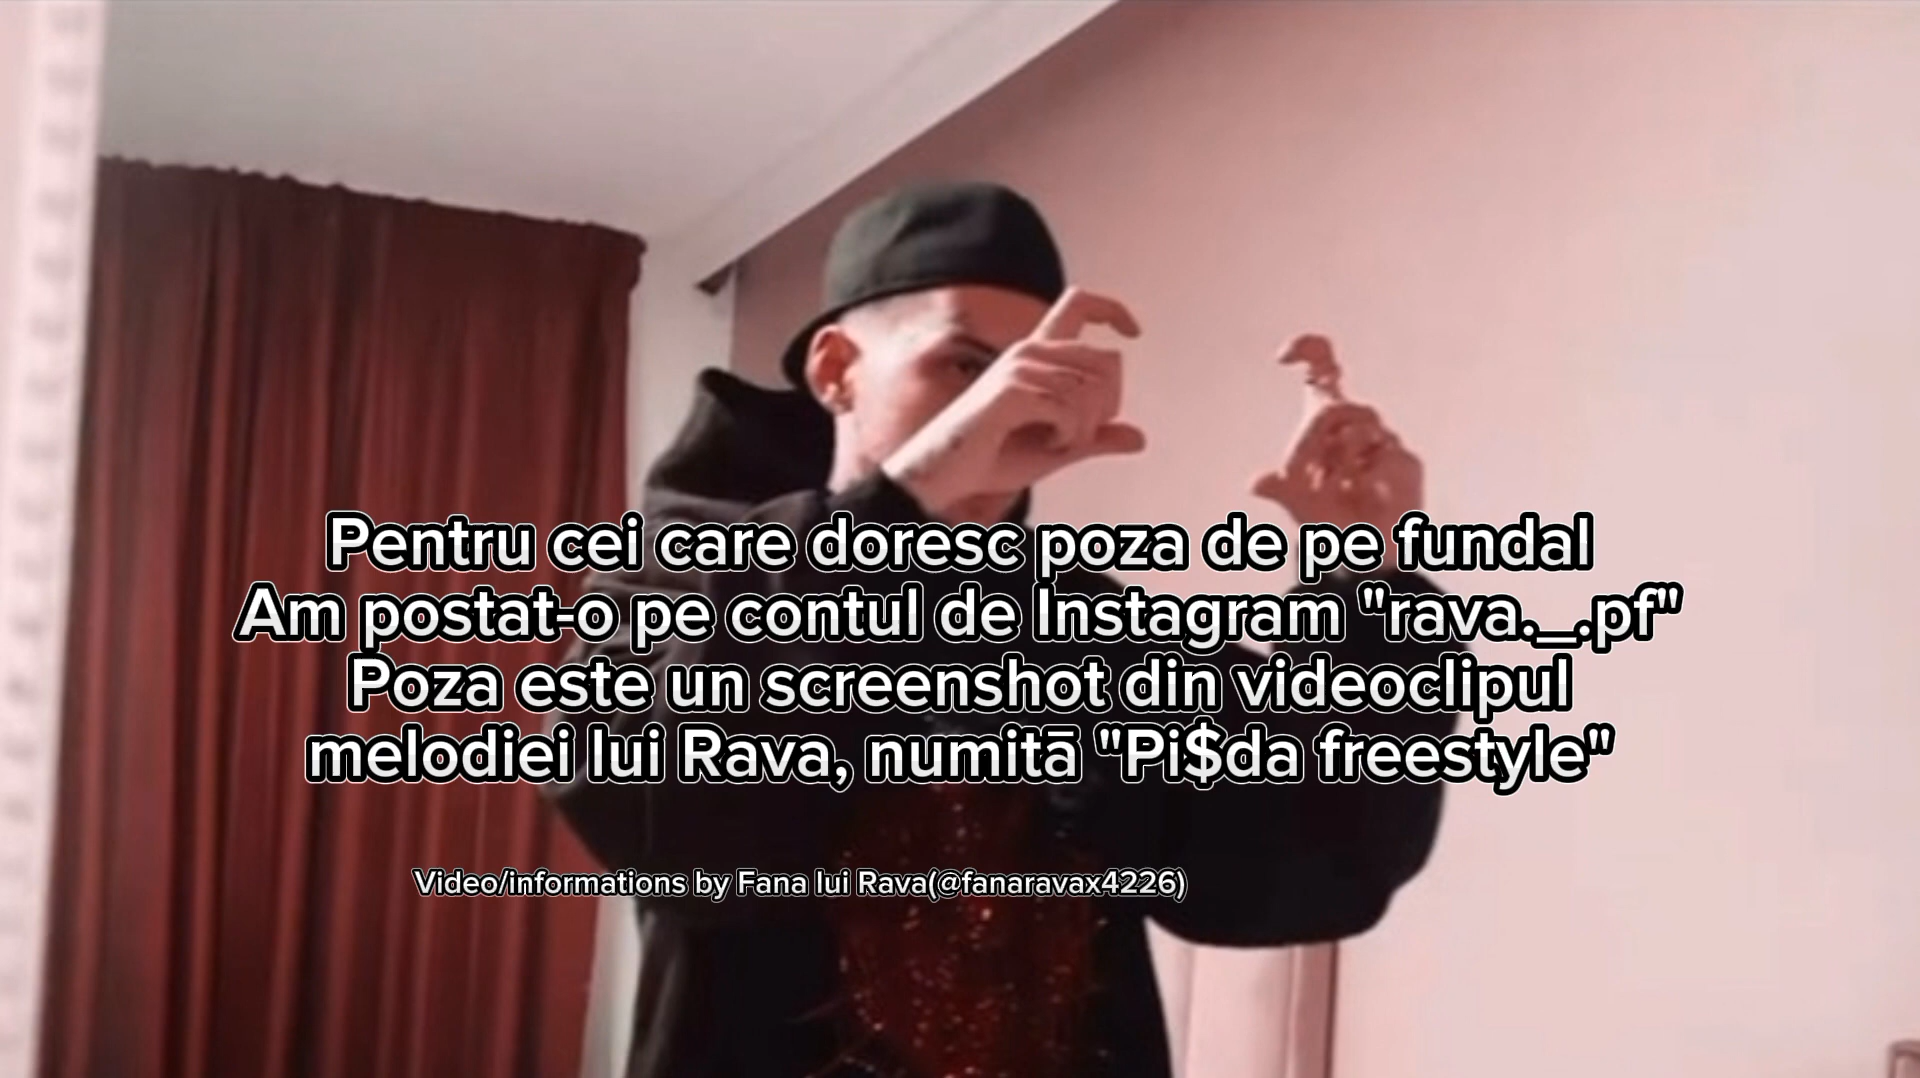 Pentru cei care doresc poza de pe fundal
Am postat-o pe contul de Instagram "rava._.pf"
Poza este un screenshot din videoclipul
melodiei lui Rava, numitā "Pi$da freestyle"
Video/informations by Fana lui Rava(@fanaravax4226)